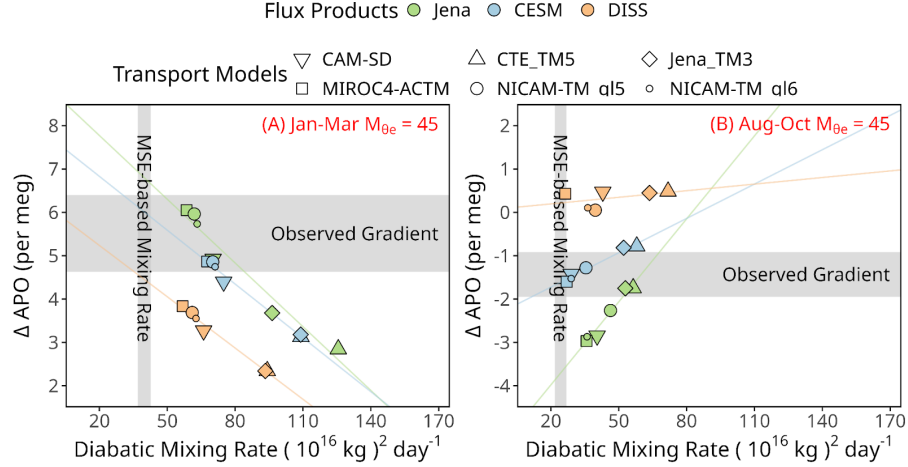 Flux Products Jena CESM DISS
Transport Models CAM-SD CTE_TM5 Jena_TM3
MIROC4-ACTM NICAM-TM_gl5 NICAM-TM_gl6
(A) Jan-Mar Mθe = 45
MSE-based Mixing Rate
Observed Gradient
Δ APO (per meg)
8
7
6
5
4
3
2
20 50 80 110 140 170
Diabatic Mixing Rate ( 10¹⁶ kg )² day⁻¹
(B) Aug-Oct Mθe = 45
MSE-based Mixing Rate
Observed Gradient
Δ APO (per meg)
2
1
0
-1
-2
-3
-4
20 50 80 110 140 170
Diabatic Mixing Rate ( 10¹⁶ kg )² day⁻¹